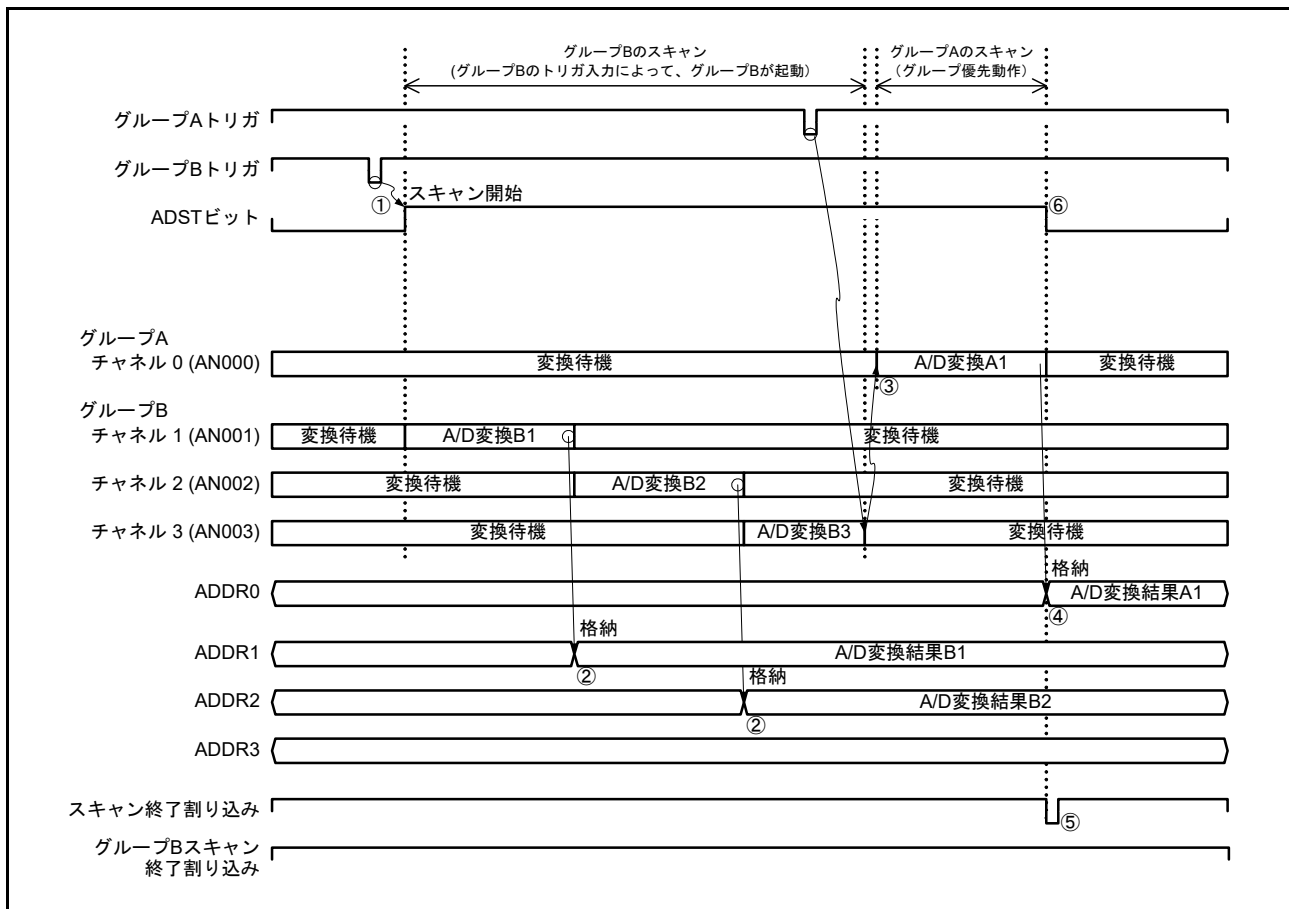 グループBのスキャン
(グループBのトリガ入力によって、グループBが起動)
グループAのスキャン
(グループ優先動作)
グループAトリガ
グループBトリガ
① スキャン開始
ADSTビット
⑥
グループA
チャネル 0 (AN000) 変換待機 A/D変換A1 変換待機
③
グループB
チャネル 1 (AN001) 変換待機 A/D変換B1 変換待機
チャネル 2 (AN002) 変換待機 A/D変換B2 変換待機
チャネル 3 (AN003) 変換待機 A/D変換B3 変換待機
格納
ADDR0 A/D変換結果A1
④
格納
ADDR1 A/D変換結果B1
②
格納
ADDR2 A/D変換結果B2
②
ADDR3
スキャン終了割り込み
⑤
グループBスキャン
終了割り込み